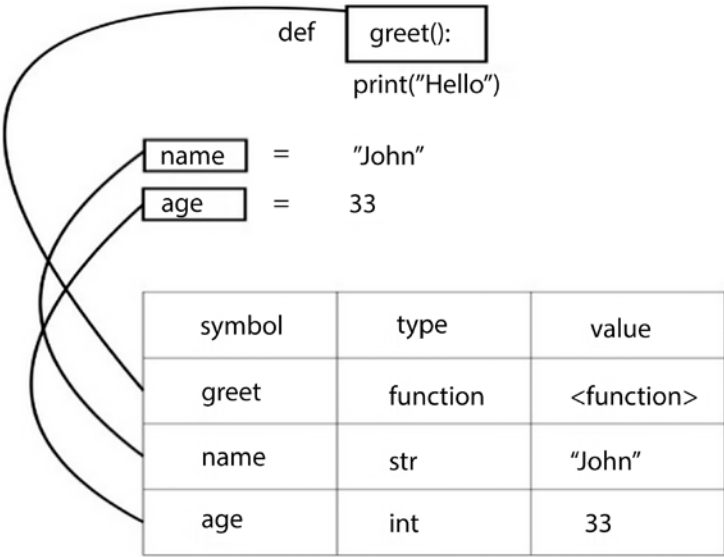 def greet():
print("Hello")
name = ”John”
age = 33
symbol type value
greet function <function>
name str “John”
age int 33